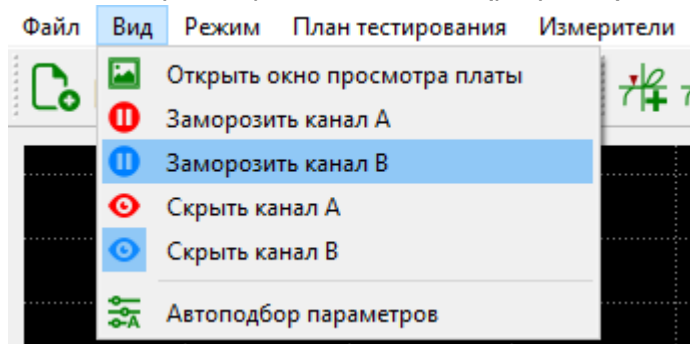 Файл Вид Режим План тестирования Измерители
Открыть окно просмотра платы
Заморозить канал A
Заморозить канал B
Скрыть канал A
Скрыть канал B
Автоподбор параметров